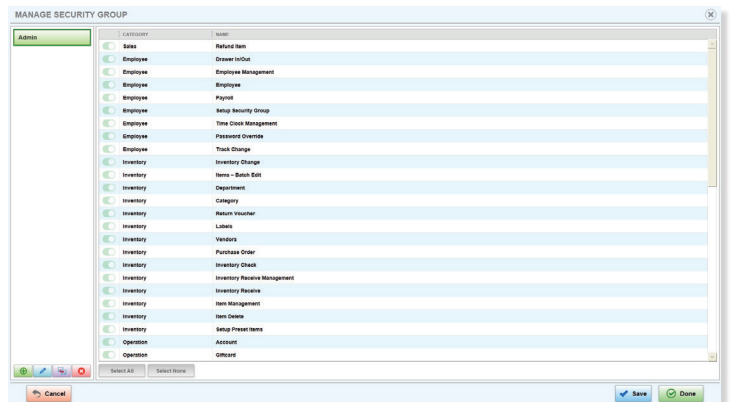 MANAGE SECURITY GROUP
Admin
CATEGORY NAME
Sales Refund Item
Employee Drawer In/Out
Employee Employee Management
Employee Employee
Employee Payroll
Employee Setup Security Group
Employee Time Clock Management
Employee Password Override
Employee Track Change
Inventory Inventory Change
Inventory Items – Batch Edit
Inventory Department
Inventory Category
Inventory Return Voucher
Inventory Labels
Inventory Vendors
Inventory Purchase Order
Inventory Inventory Check
Inventory Inventory Receive Management
Inventory Inventory Receive
Inventory Item Management
Inventory Item Delete
Inventory Setup Preset Items
Operation Account
Operation Giftcard
Select All Select None
Cancel Save Done